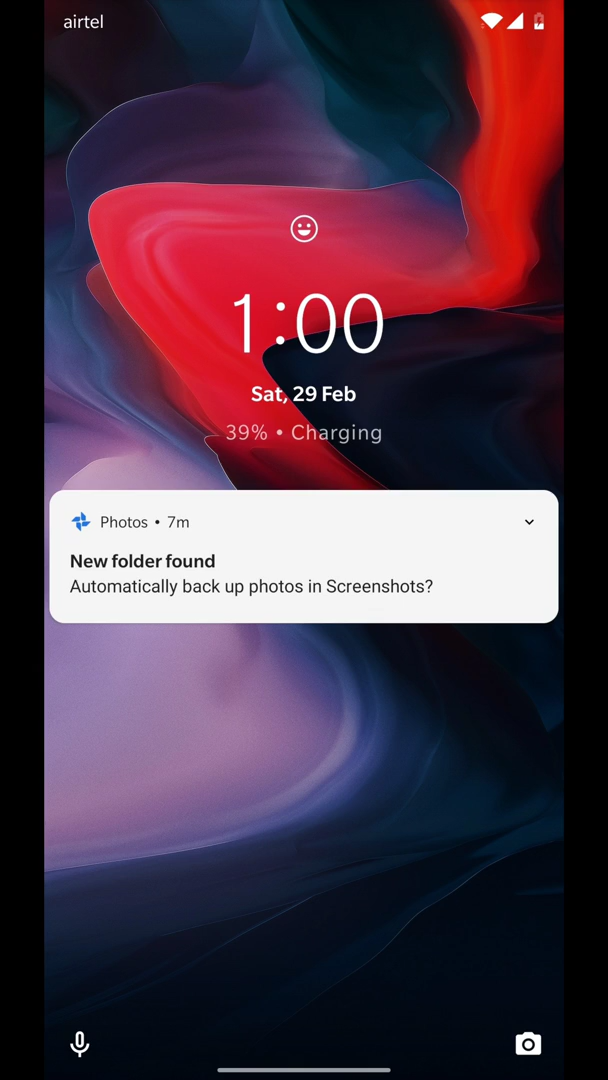 airtel
1:00
Sat, 29 Feb
39% • Charging
Photos • 7m
New folder found
Automatically back up photos in Screenshots?